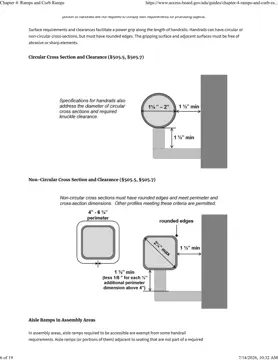 Chapter 4: Ramps and Curb Ramps
https://www.access-board.gov/ada/guides/chapter-4-ramps-and-curb-ra...
Surface requirements and clearances facilitate a power grip along the length of handrails. Handrails can have circular or
non-circular cross sections, but must have rounded edges. The gripping surface and adjacent surfaces must be free of
abrasive or sharp elements.
Circular Cross Section and Clearance (§505.5, §505.7)
Specifications for handrails also
address the diameter of circular
cross sections and required
knuckle clearance
1¼ " – 2"
1 ½" min
1 ½" min
Non-Circular Cross Section and Clearance (§505.5, §505.7)
Non-circular cross sections must have rounded edges and meet perimeter and
cross-section dimensions. Other profiles meeting these criteria are permitted.
4" - 6 ¼"
perimeter
rounded edges
2¼" max
1 ½" min
1 ½" min
(less 1/8 " for each ½"
additional perimeter
dimension above 4")
Aisle Ramps in Assembly Areas
In assembly areas, aisle ramps required to be accessible are exempt from some handrail
requirements. Aisle ramps (or portions of them) adjacent to seating that are not part of a required
6 of 19
7/14/2026, 10:32 AM